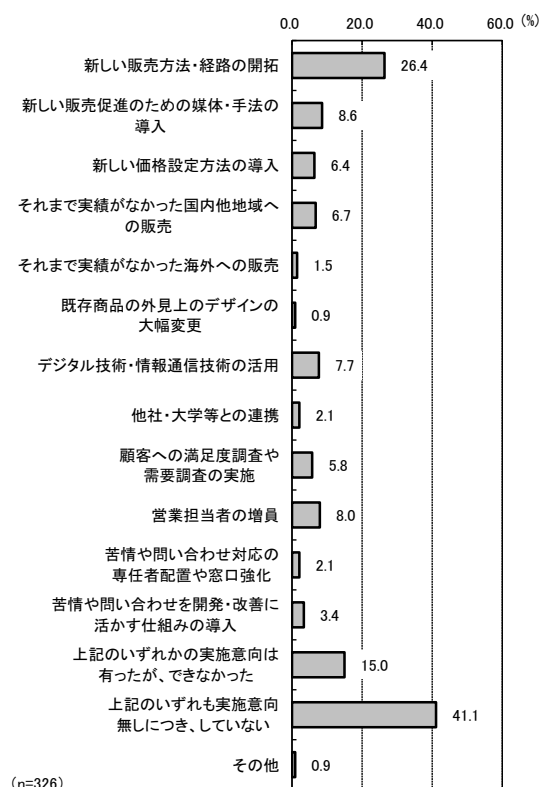 0.0 20.0 40.0 60.0 (%)
新しい販売方法・経路の開拓 26.4
新しい販売促進のための媒体・手法の
導入 8.6
新しい価格設定方法の導入 6.4
それまで実績がなかった国内他地域へ
の販売 6.7
それまで実績がなかった海外への販売 1.5
既存商品の外見上のデザインの
大幅変更 0.9
デジタル技術・情報通信技術の活用 7.7
他社・大学等との連携 2.1
顧客への満足度調査や
需要調査の実施 5.8
営業担当者の増員 8.0
苦情や問い合わせ対応の
専任者配置や窓口強化 2.1
苦情や問い合わせを開発・改善に
活かす仕組みの導入 3.4
上記のいずれかの実施意向は
有ったが、できなかった 15.0
上記のいずれも実施意向
無しにつき、していない 41.1
その他 0.9
(n=326)